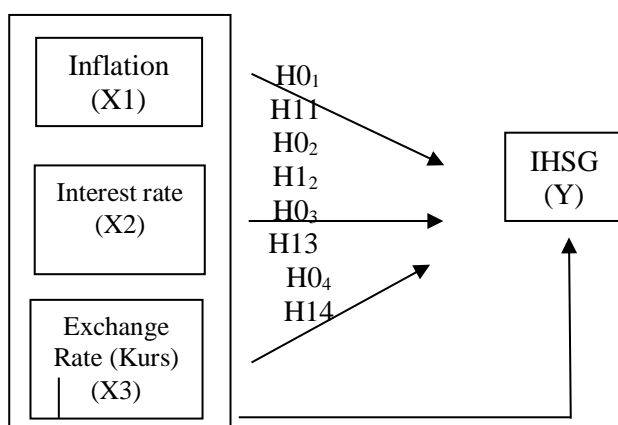 Inflation
(X1)
Interest rate
(X2)
Exchange
Rate (Kurs)
(X3)
H0₁
H11
H0₂
H1₂
H0₃
H13
H0₄
H14
IHSG
(Y)